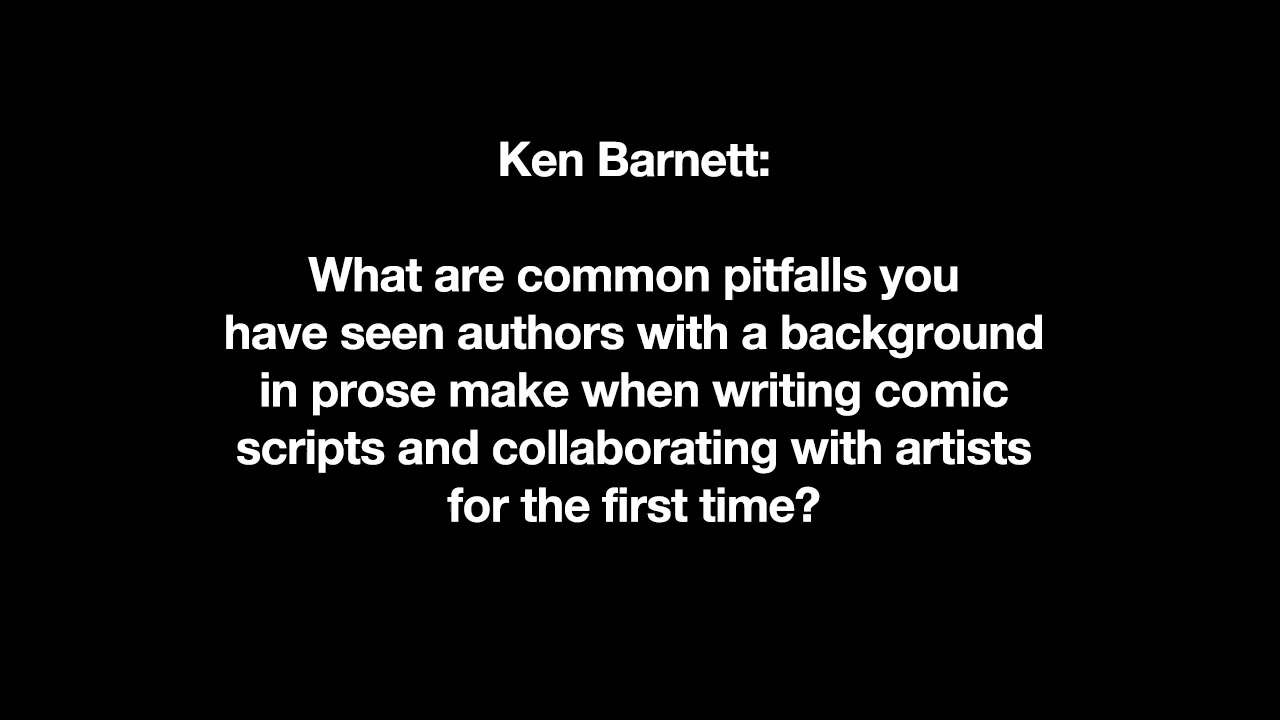 Ken Barnett:
What are common pitfalls you
have seen authors with a background
in prose make when writing comic
scripts and collaborating with artists
for the first time?